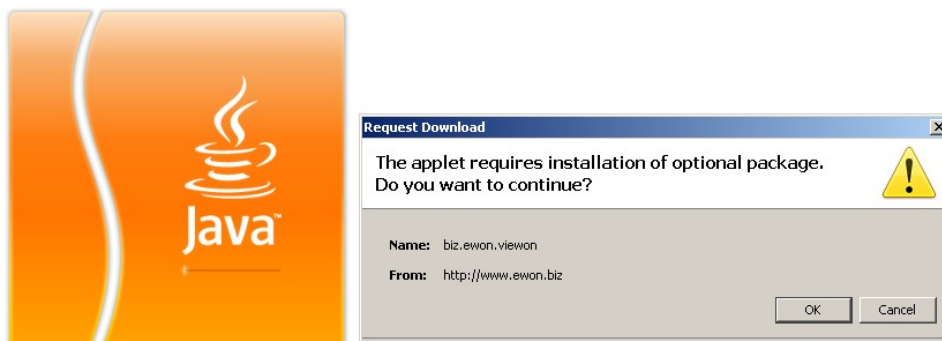 Java™
Request Download
The applet requires installation of optional package.
Do you want to continue?
Name: biz.ewon.viewon
From: http://www.ewon.biz
OK Cancel